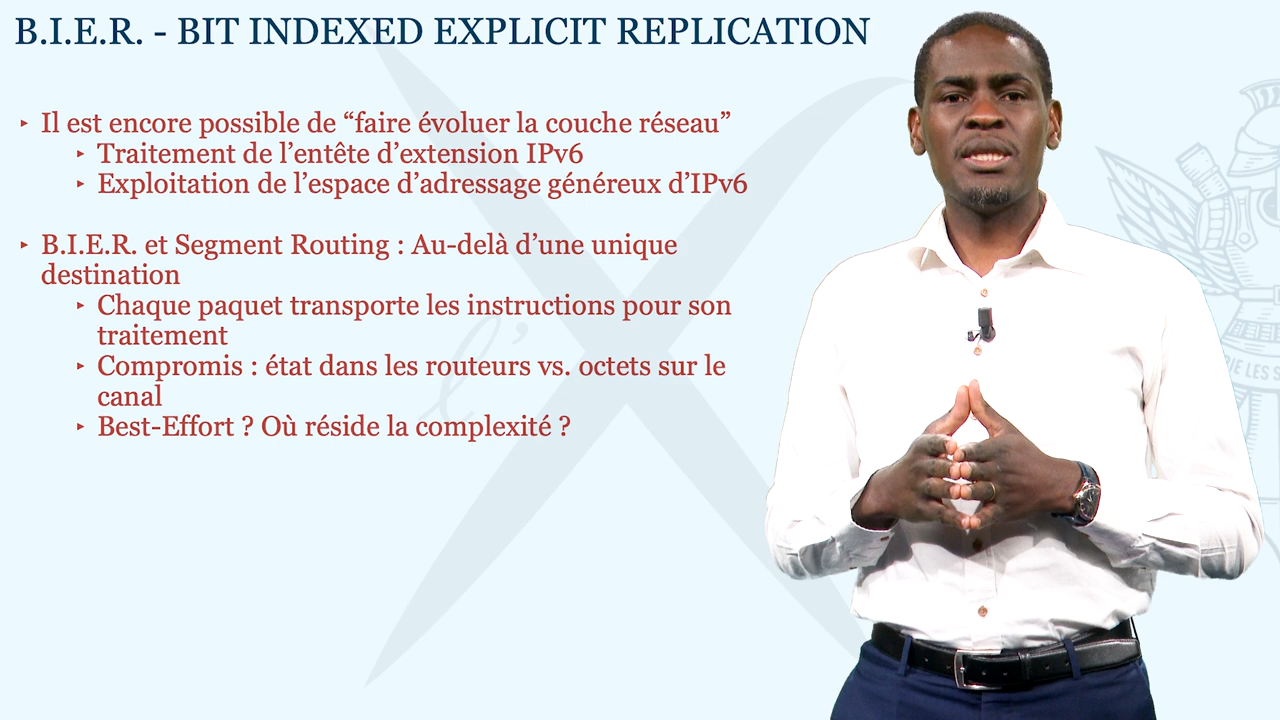 B.I.E.R. - BIT INDEXED EXPLICIT REPLICATION
‣ Il est encore possible de “faire évoluer la couche réseau”
‣ Traitement de l’entête d’extension IPv6
‣ Exploitation de l’espace d’adressage généreux d’IPv6
‣ B.I.E.R. et Segment Routing : Au-delà d’une unique
destination
‣ Chaque paquet transporte les instructions pour son
traitement
‣ Compromis : état dans les routeurs vs. octets sur le
canal
‣ Best-Effort ? Où réside la complexité ?
LES